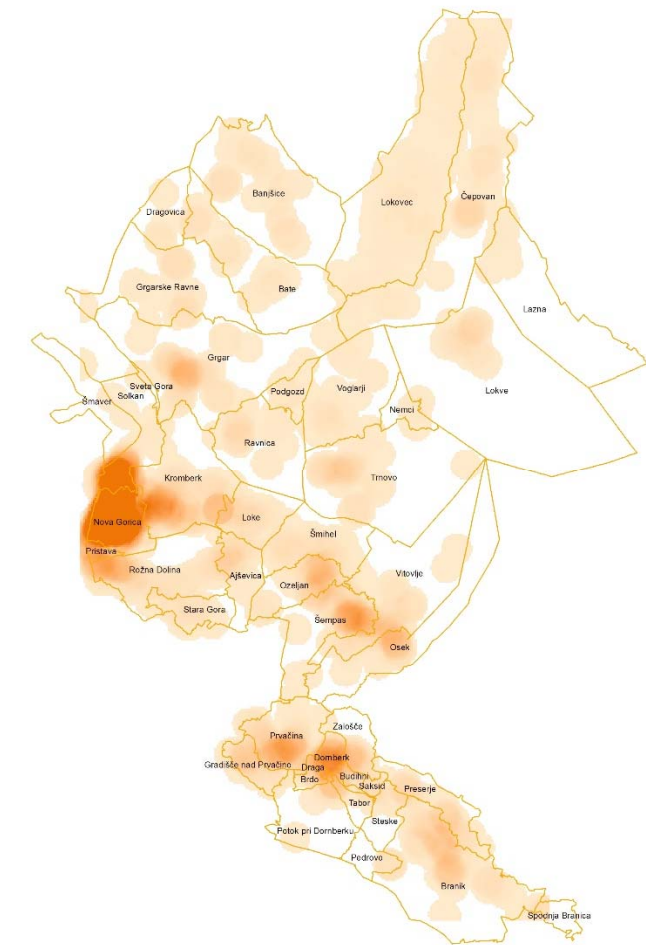 Banjšice
Lokovec
Čepovan
Dragovica
Grgarske Ravne
Bate
Lazna
Grgar
Sveta Gora
Solkan
Šmaver
Podgozd
Voglarji
Lokve
Nemci
Ravnica
Kromberk
Trnovo
Loke
Nova Gorica
Šmihel
Pristava
Rožna Dolina
Ajševica
Ozeljan
Vitovlje
Stara Gora
Šempas
Osek
Zalošče
Prvačina
Dornberk
Gradišče nad Prvačino
Draga
Budihni
Brdo
Saksid
Preserje
Tabor
Steske
Potok pri Dornberku
Pedrovo
Branik
Spodnja Branica